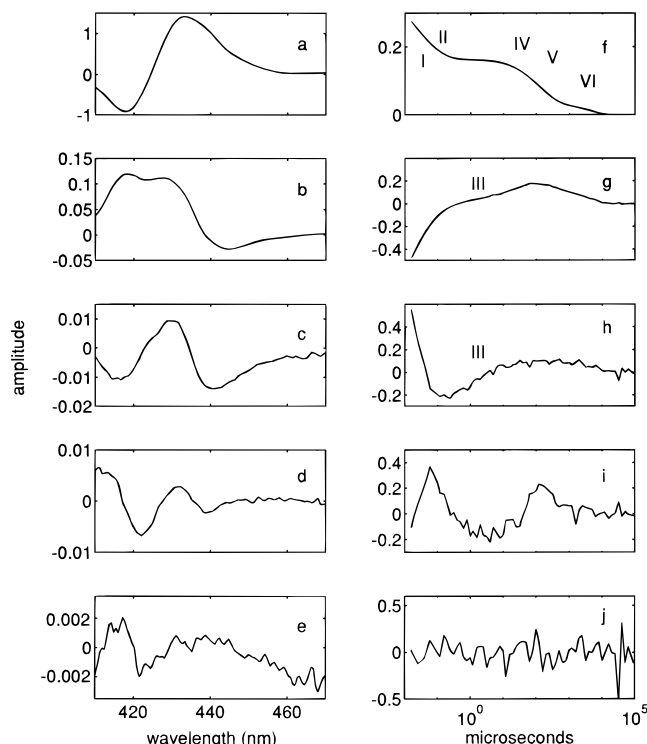 1
0
-1
a
0.2
0
I
II
IV
V
VI
f
0.15
0.10
0.05
0
-0.05
b
0.2
0
-0.2
-0.4
III
g
amplitude
0.01
0
-0.01
-0.02
c
0.4
0.2
0
-0.2
III
h
0.01
0
-0.01
d
0.4
0.2
0
-0.2
i
0.002
0
-0.002
e
420
440
460
wavelength (nm)
0.5
0
-0.5
j
10^0
10^5
microseconds